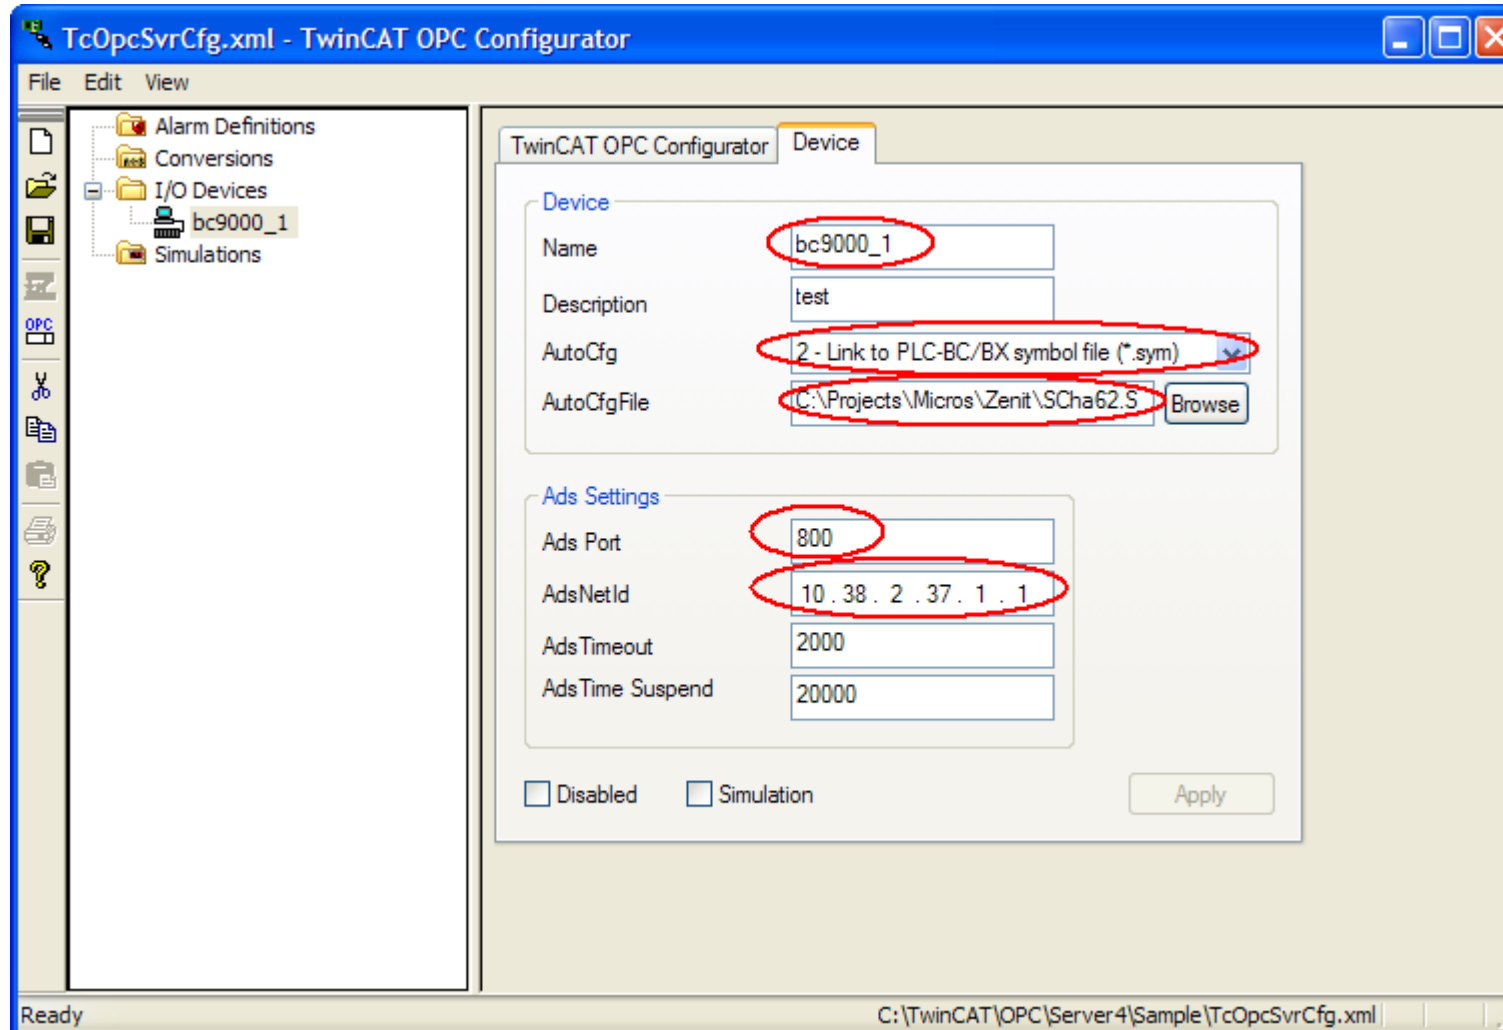 TcOpcSvrCfg.xml - TwinCAT OPC Configurator
File Edit View
Alarm Definitions
Conversions
I/O Devices
bc9000_1
Simulations
OPC
TwinCAT OPC Configurator Device
Device
Name bc9000_1
Description test
AutoCfg 2 - Link to PLC-BC/BX symbol file (*.sym)
AutoCfgFile C:\Projects\Micros\Zenit\SCha62.S Browse
Ads Settings
Ads Port 800
AdsNetId 10 . 38 . 2 . 37 . 1 . 1
AdsTimeout 2000
AdsTime Suspend 20000
Disabled Simulation Apply
Ready C:\TwinCAT\OPC\Server4\Sample\TcOpcSvrCfg.xml